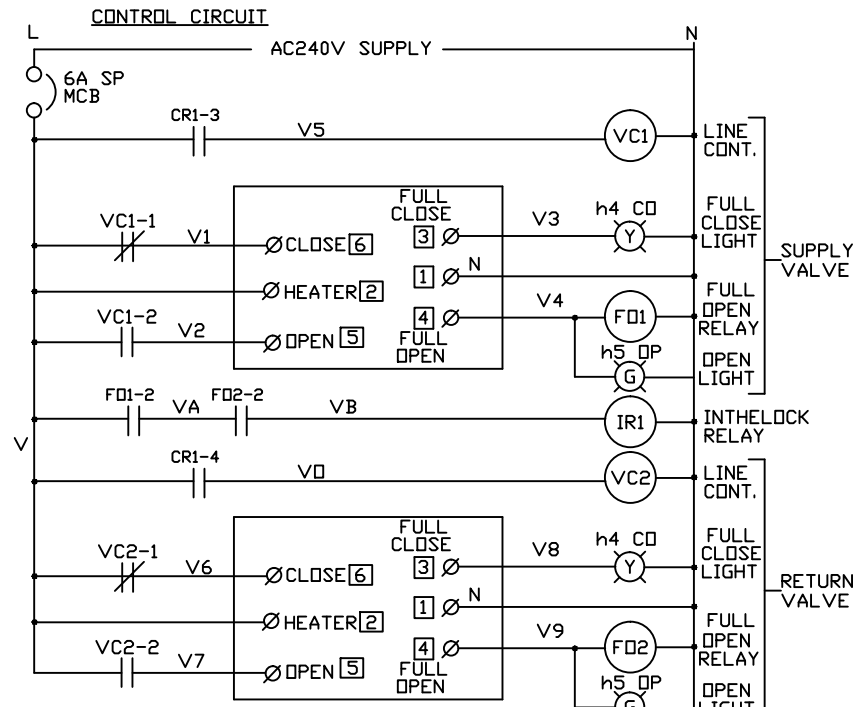 CONTROL CIRCUIT
L
N
AC240V SUPPLY
6A SP
MCB
CR1-3
V5
VC1
LINE
CONT.
FULL
CLOSE
VC1-1
V1
CLOSE 6
3
V3
h4 CO
Y
FULL
CLOSE
LIGHT
SUPPLY
VALVE
HEATER 2
1
N
VC1-2
V2
OPEN 5
4
FULL
OPEN
V4
FO1
FULL
OPEN
RELAY
h5 OP
G
OPEN
LIGHT
FO1-2
VA
FO2-2
VB
IR1
INTHELOCK
RELAY
V
CR1-4
VO
VC2
LINE
CONT.
FULL
CLOSE
VC2-1
V6
CLOSE 6
3
V8
h4 CO
Y
FULL
CLOSE
LIGHT
RETURN
VALVE
HEATER 2
1
N
VC2-2
V7
OPEN 5
4
FULL
OPEN
V9
FO2
FULL
OPEN
RELAY
h5 OP
G
OPEN
LIGHT